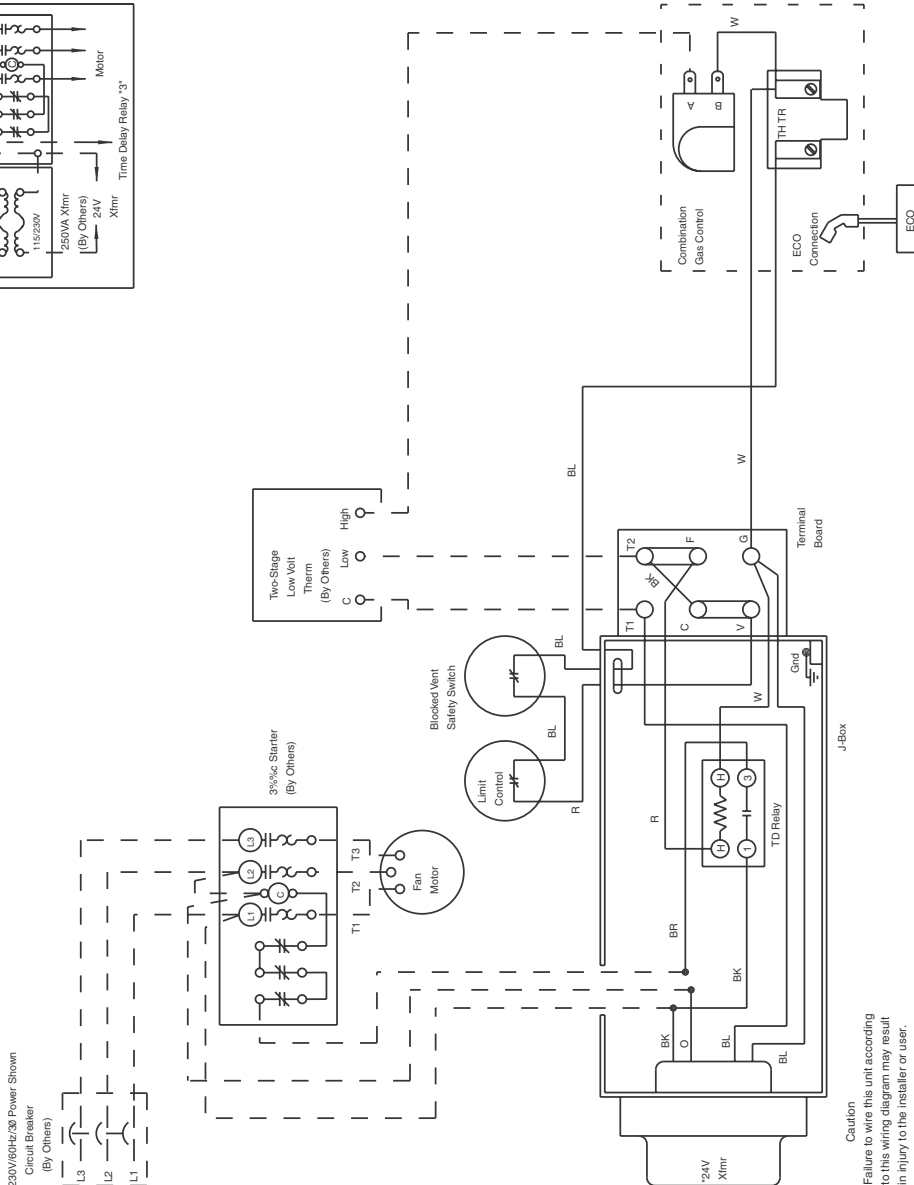 Motor
Time Delay Relay "3"
C
115/230V
250VA Xfmr
(By Others)
24V
Xfmr
W
A
B
TH TR
Combination
Gas Control
ECO
Connection
ECO
Two-Stage
Low Volt
Therm
(By Others)
C
Low
High
BL
W
Terminal
Board
T1
T2
BK
F
C
V
G
Blocked Vent
Safety Switch
BL
BL
Limit
Control
R
3%%c Starter
(By Others)
L1
C
L2
L3
T1
T2
T3
Fan
Motor
Gnd
J-Box
W
R
H
H
1
3
TD Relay
BR
BK
BK
O
BL
BL
"24V
Xfmr
230V/60Hz/3Ø Power Shown
Circuit Breaker
(By Others)
L3
L2
L1
Caution
Failure to wire this unit according
to this wiring diagram may result
in injury to the installer or user.